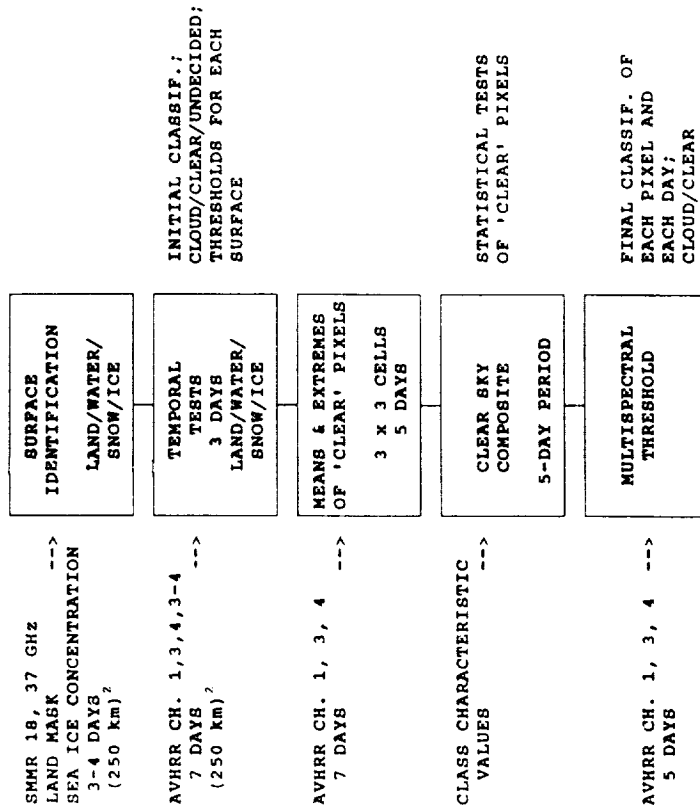 SMMR 18, 37 GHz
LAND MASK -->
SEA ICE CONCENTRATION
3-4 DAYS
(250 km)²
SURFACE
IDENTIFICATION
LAND/WATER/
SNOW/ICE
AVHRR CH. 1,3,4,3-4
7 DAYS -->
(250 km)²
TEMPORAL
TESTS
3 DAYS
LAND/WATER/
SNOW/ICE
INITIAL CLASSIF.;
CLOUD/CLEAR/UNDECIDED;
THRESHOLDS FOR EACH
SURFACE
AVHRR CH. 1, 3, 4 -->
7 DAYS
MEANS & EXTREMES
OF 'CLEAR' PIXELS
3 X 3 CELLS
5 DAYS
CLASS CHARACTERISTIC
VALUES -->
CLEAR SKY
COMPOSITE
5-DAY PERIOD
STATISTICAL TESTS
OF 'CLEAR' PIXELS
AVHRR CH. 1, 3, 4 -->
5 DAYS
MULTISPECTRAL
THRESHOLD
FINAL CLASSIF. OF
EACH PIXEL AND
EACH DAY;
CLOUD/CLEAR